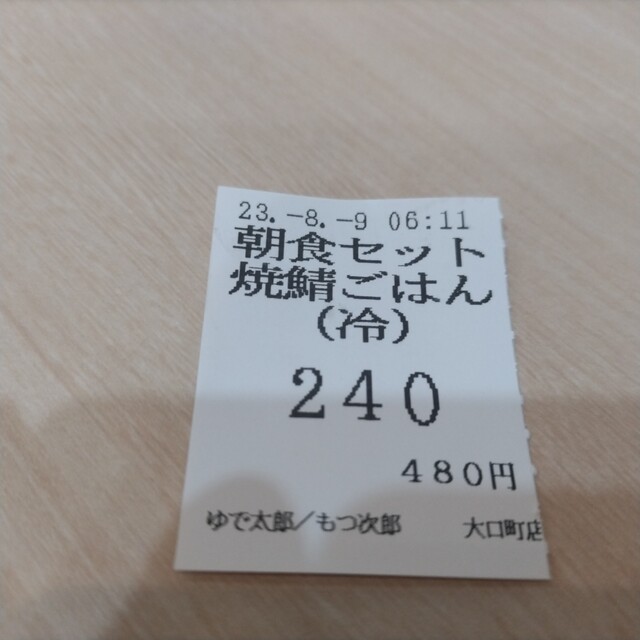 23.-8.-9 06:11
朝食セット
焼鯖ごはん
(冷)
240
480円
ゆで太郎/もつ次郎 大口町店